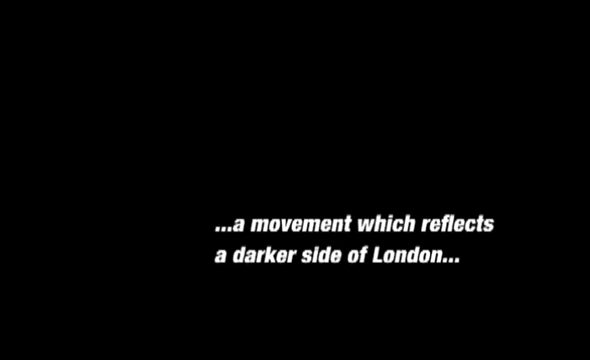 ...a movement which reflects
a darker side of London...